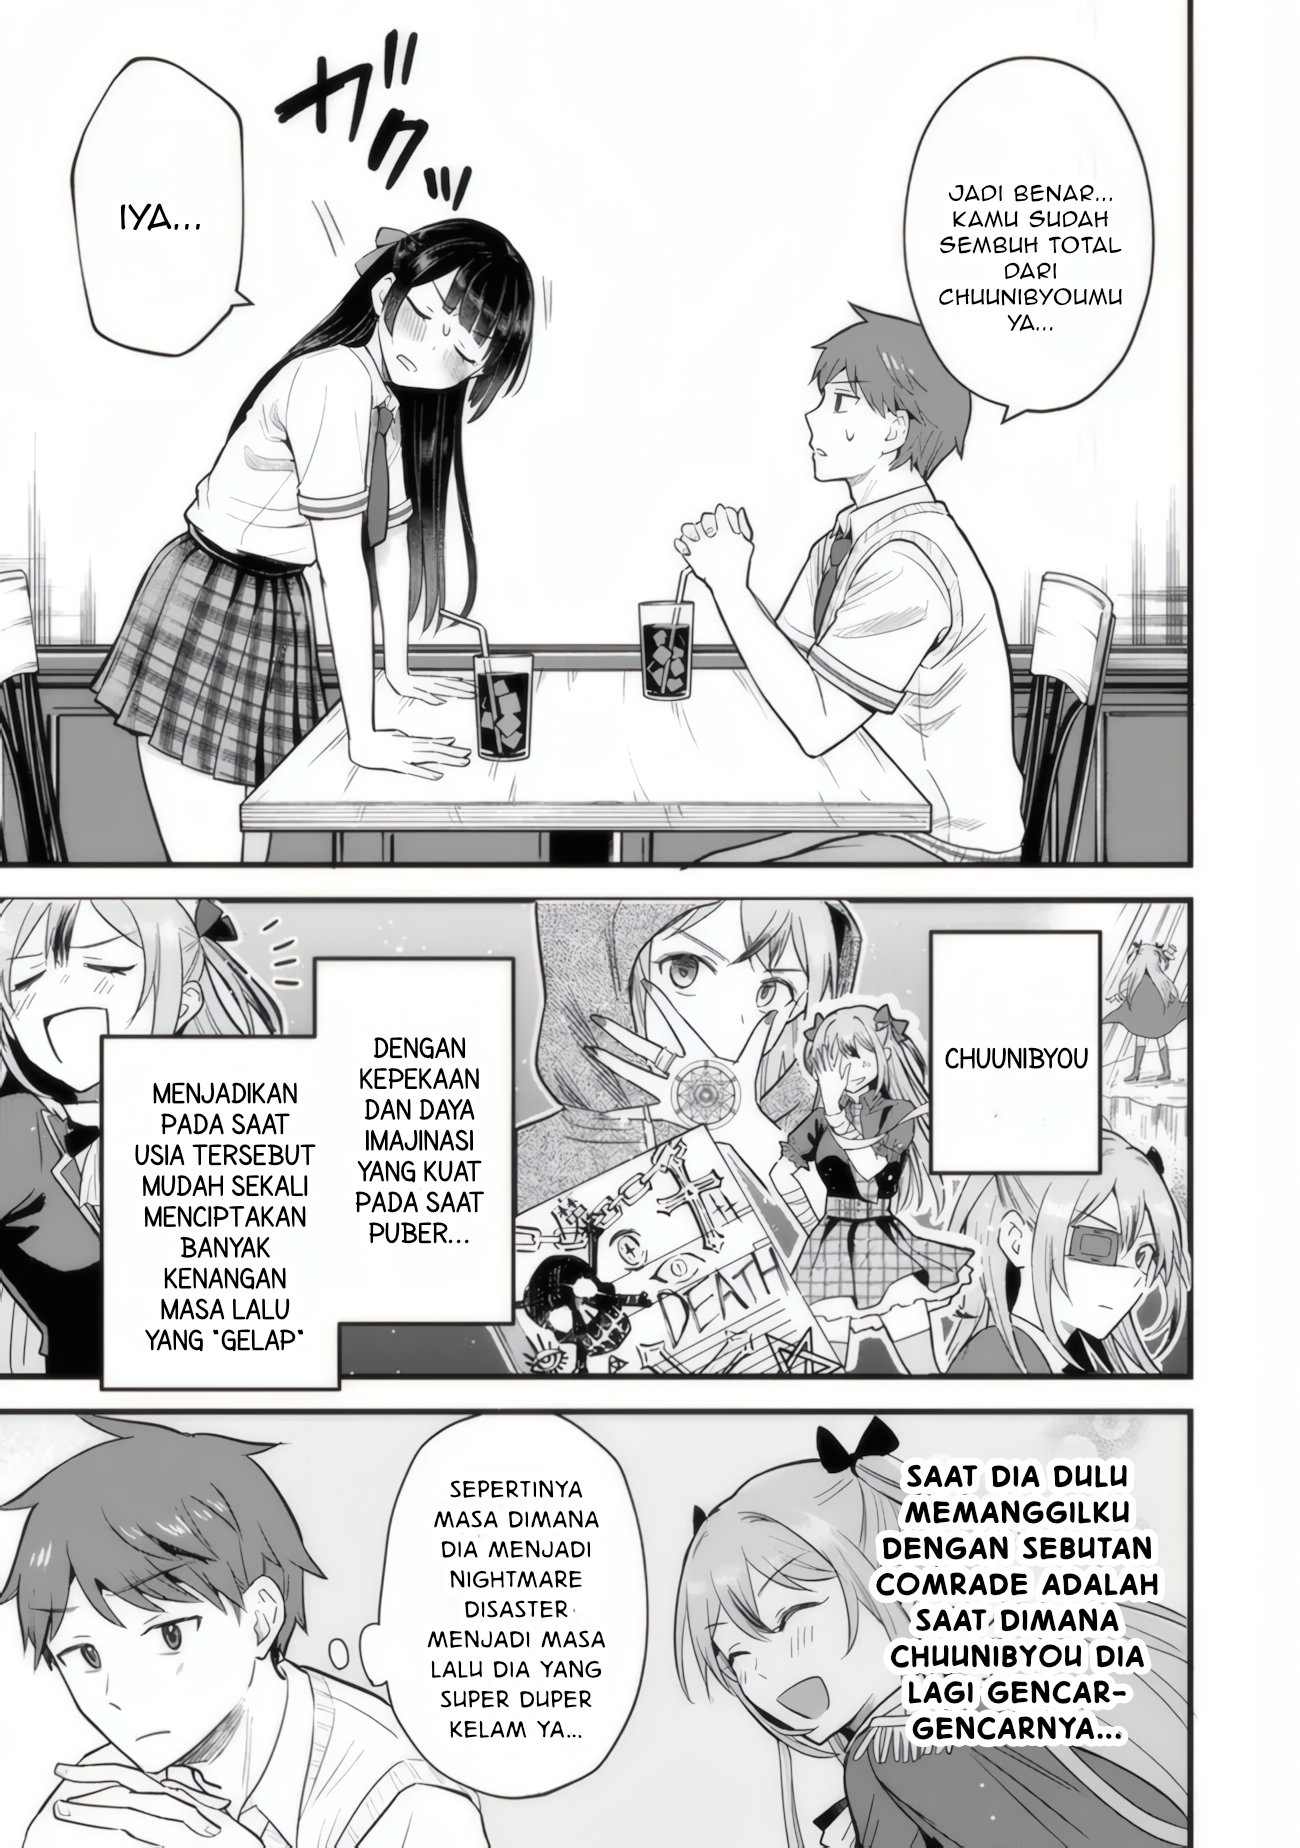 JADI BENAR...
KAMU SUDAH
SEMBUH TOTAL
DARI
CHUUNIBYOUMU
YA...
ガクッ
IYA...
CHUUNIBYOU
DENGAN
KEPEKAAN
DAN DAYA
IMAJINASI
YANG KUAT
PADA SAAT
PUBER...
DEATH
MENJADIKAN
PADA SAAT
USIA TERSEBUT
MUDAH SEKALI
MENCIPTAKAN
BANYAK
KENANGAN
MASA LALU
YANG "GELAP"
SAAT DIA DULU
MEMANGGILKU
DENGAN SEBUTAN
COMRADE ADALAH
SAAT DIMANA
CHUUNIBYOU DIA
LAGI GENCAR-
GENCARNYA...
SEPERTINYA
MASA DIMANA
DIA MENJADI
NIGHTMARE
DISASTER
MENJADI MASA
LALU DIA YANG
SUPER DUPER
KELAM YA...